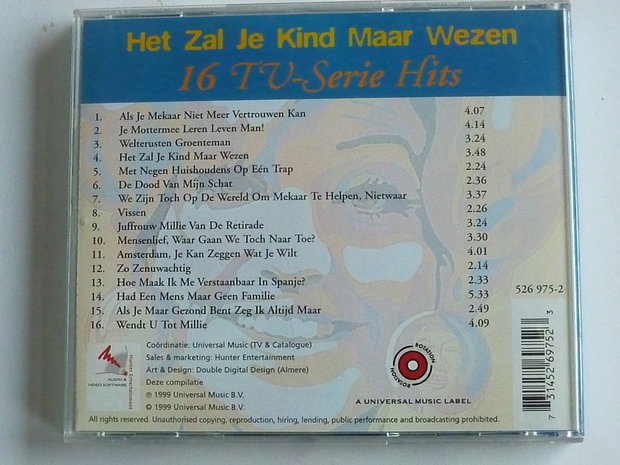 Het Zal Je Kind Maar Wezen
16 TV-Serie Hits
1. Als Je Mekaar Niet Meer Vertrouwen Kan 4.07
2. Je Mottermee Leren Leven Man! 4.14
3. Welterusten Groenteman 3.24
4. Het Zal Je Kind Maar Wezen 3.48
5. Met Negen Huishoudens Op Eén Trap 2.24
6. De Dood Van Mijn Schat 2.36
7. We Zijn Toch Op De Wereld Om Mekaar Te Helpen, Nietwaar 3.37
8. Vissen 2.26
9. Juffrouw Millie Van De Retirade 3.24
10. Mensenlief, Waar Gaan We Toch Naar Toe? 3.30
11. Amsterdam, Je Kan Zeggen Wat Je Wilt 4.01
12. Zo Zenuwachtig 2.14
13. Hoe Maak Ik Me Verstaanbaar In Spanje? 2.33
14. Had Een Mens Maar Geen Familie 5.33
15. Als Je Maar Gezond Bent Zeg Ik Altijd Maar 2.49
16. Wendt U Tot Millie 4.09
526 975-2
Coördinatie: Universal Music (TV & Catalogue)
Sales & marketing: Hunter Entertainment
Art & Design: Double Digital Design (Almere)
Deze compilatie
℗ 1999 Universal Music B.V.
© 1999 Universal Music B.V.
AUDIO &
VIDEO SOFTWARE
Hunter Entertainment
ROTATION
ROTATION
A UNIVERSAL MUSIC LABEL
7 31452 69752 3
All rights reserved. Unauthorised copying, reproduction, hiring, lending, public performance and broadcasting prohibited.